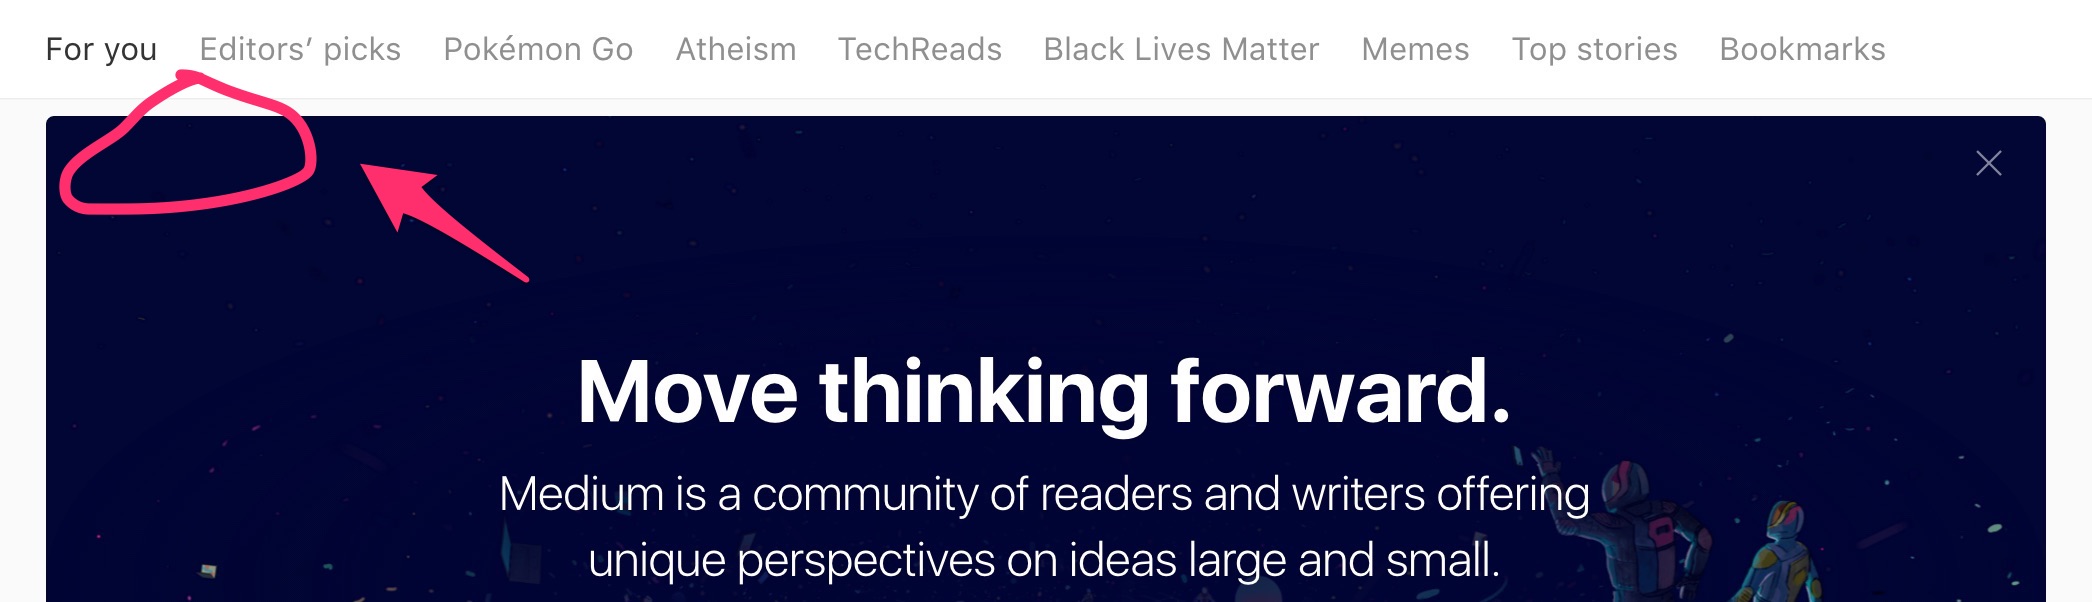 For you Editors’ picks Pokémon Go Atheism TechReads Black Lives Matter Memes Top stories Bookmarks
Move thinking forward.
Medium is a community of readers and writers offering
unique perspectives on ideas large and small.